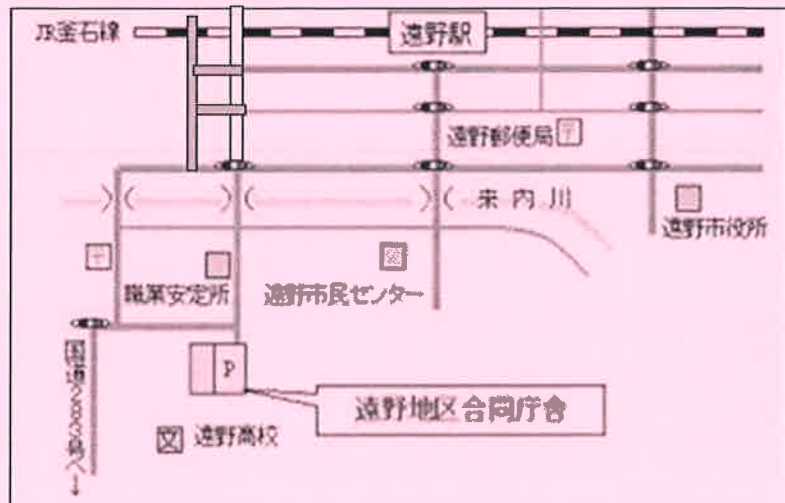 JR釜石線
遠野駅
遠野郵便局 〒
来内川
遠野市役所
〒
職業安定所
遠野市民センター
国道283号へ↓
P
遠野地区合同庁舎
文 遠野高校